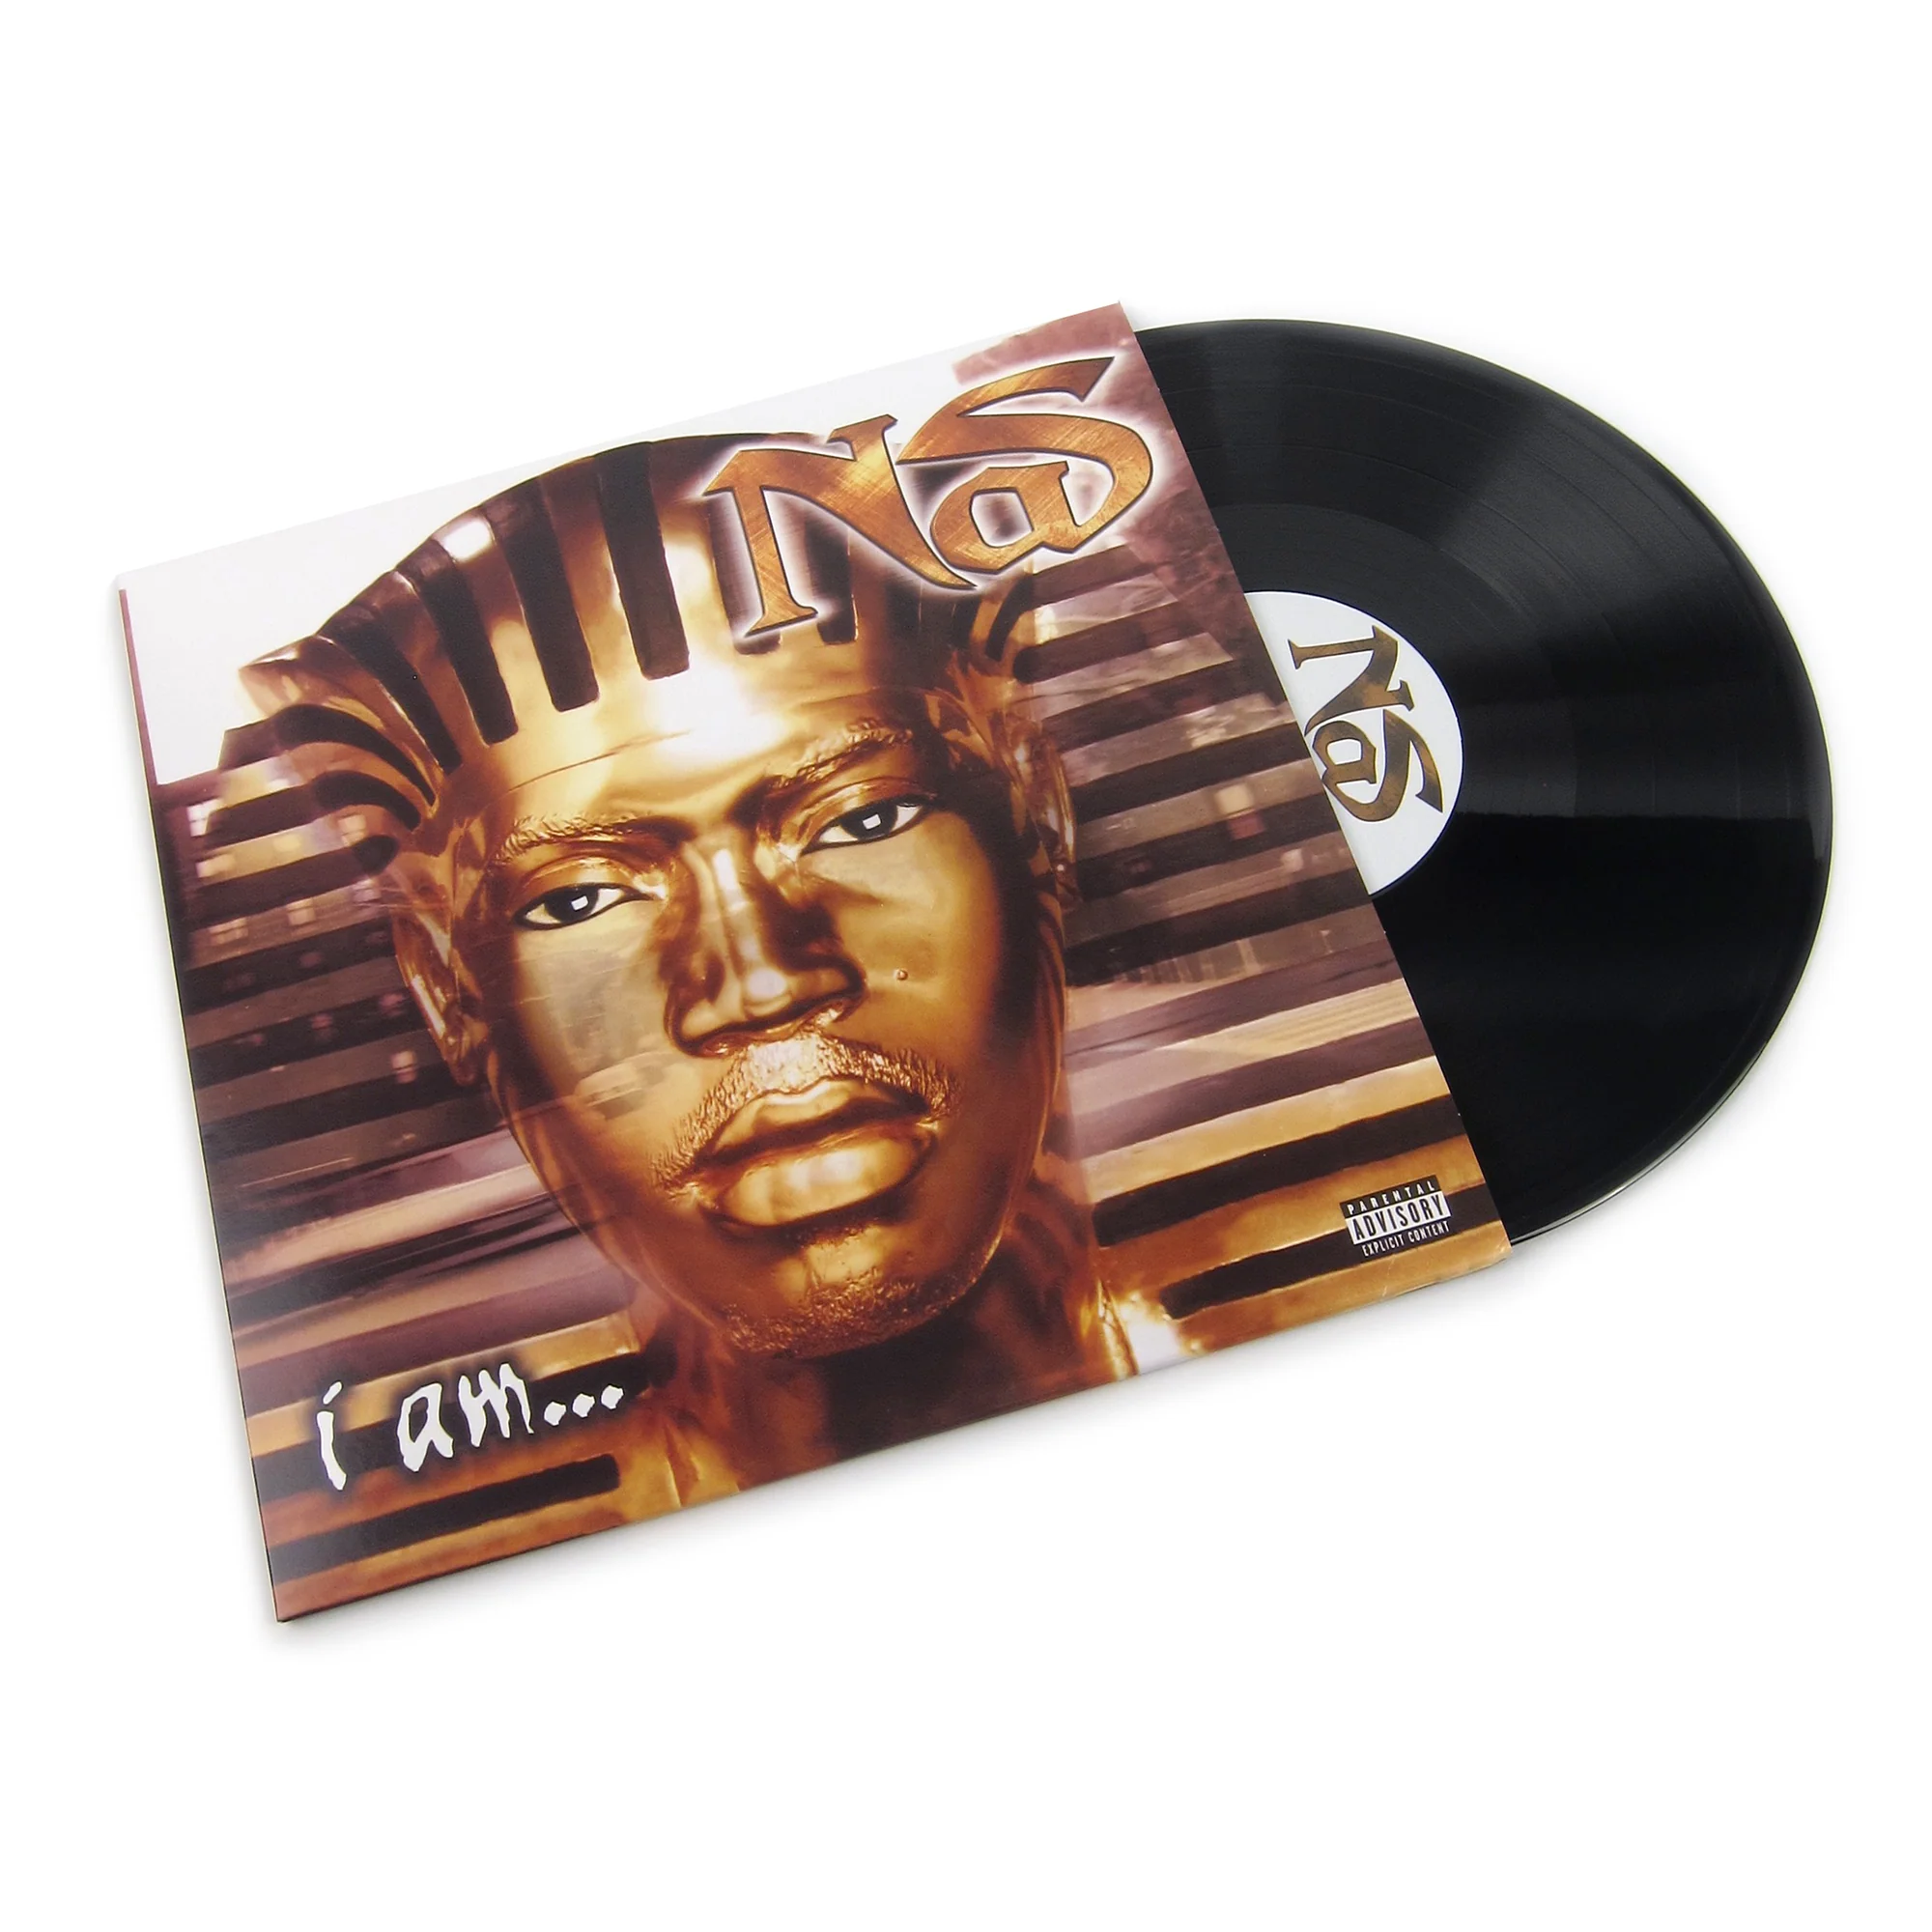 Nas
Nas
PARENTAL
ADVISORY
EXPLICIT CONTENT
i am...